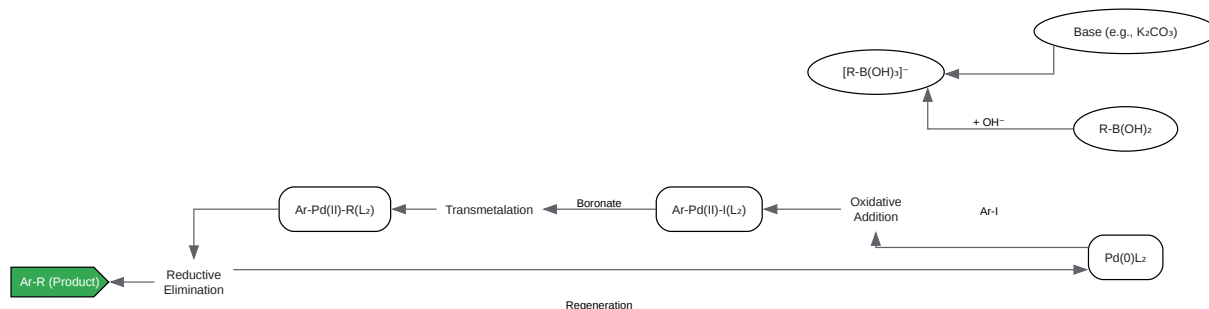 Base (e.g., K₂CO₃)
[R-B(OH)₃]⁻
+ OH⁻
R-B(OH)₂
Ar-Pd(II)-R(L₂)
Transmetalation
Boronate
Ar-Pd(II)-I(L₂)
Oxidative
Addition
Ar-I
Pd(0)L₂
Ar-R (Product)
Reductive
Elimination
Regeneration